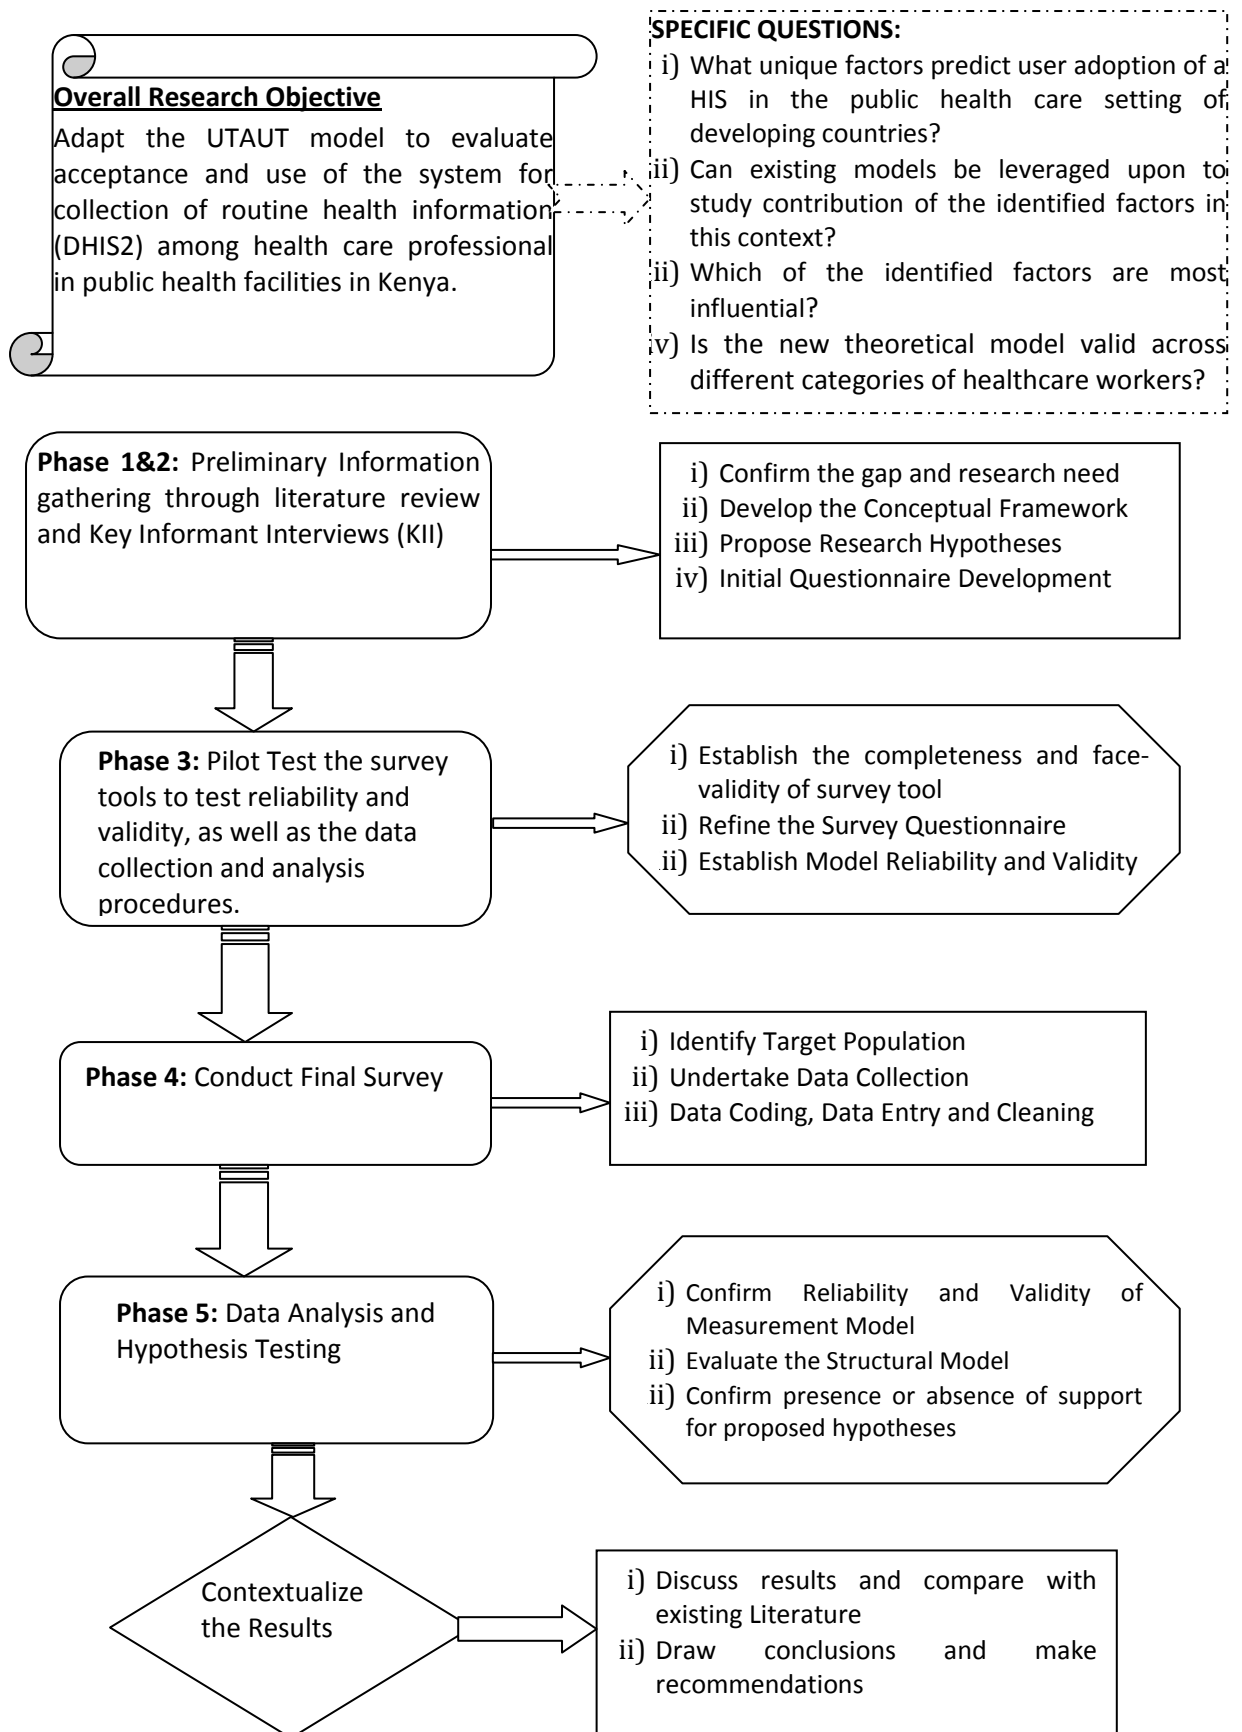 Overall Research Objective
Adapt the UTAUT model to evaluate
acceptance and use of the system for
collection of routine health information
(DHIS2) among health care professional
in public health facilities in Kenya.
SPECIFIC QUESTIONS:
i) What unique factors predict user adoption of a
HIS in the public health care setting of
developing countries?
ii) Can existing models be leveraged upon to
study contribution of the identified factors in
this context?
ii) Which of the identified factors are most
influential?
iv) Is the new theoretical model valid across
different categories of healthcare workers?
Phase 1&2: Preliminary Information
gathering through literature review
and Key Informant Interviews (KII)
i) Confirm the gap and research need
ii) Develop the Conceptual Framework
iii) Propose Research Hypotheses
iv) Initial Questionnaire Development
Phase 3: Pilot Test the survey
tools to test reliability and
validity, as well as the data
collection and analysis
procedures.
i) Establish the completeness and face-
validity of survey tool
ii) Refine the Survey Questionnaire
ii) Establish Model Reliability and Validity
Phase 4: Conduct Final Survey
i) Identify Target Population
ii) Undertake Data Collection
iii) Data Coding, Data Entry and Cleaning
Phase 5: Data Analysis and
Hypothesis Testing
i) Confirm Reliability and Validity of
Measurement Model
ii) Evaluate the Structural Model
ii) Confirm presence or absence of support
for proposed hypotheses
Contextualize
the Results
i) Discuss results and compare with
existing Literature
ii) Draw conclusions and make
recommendations